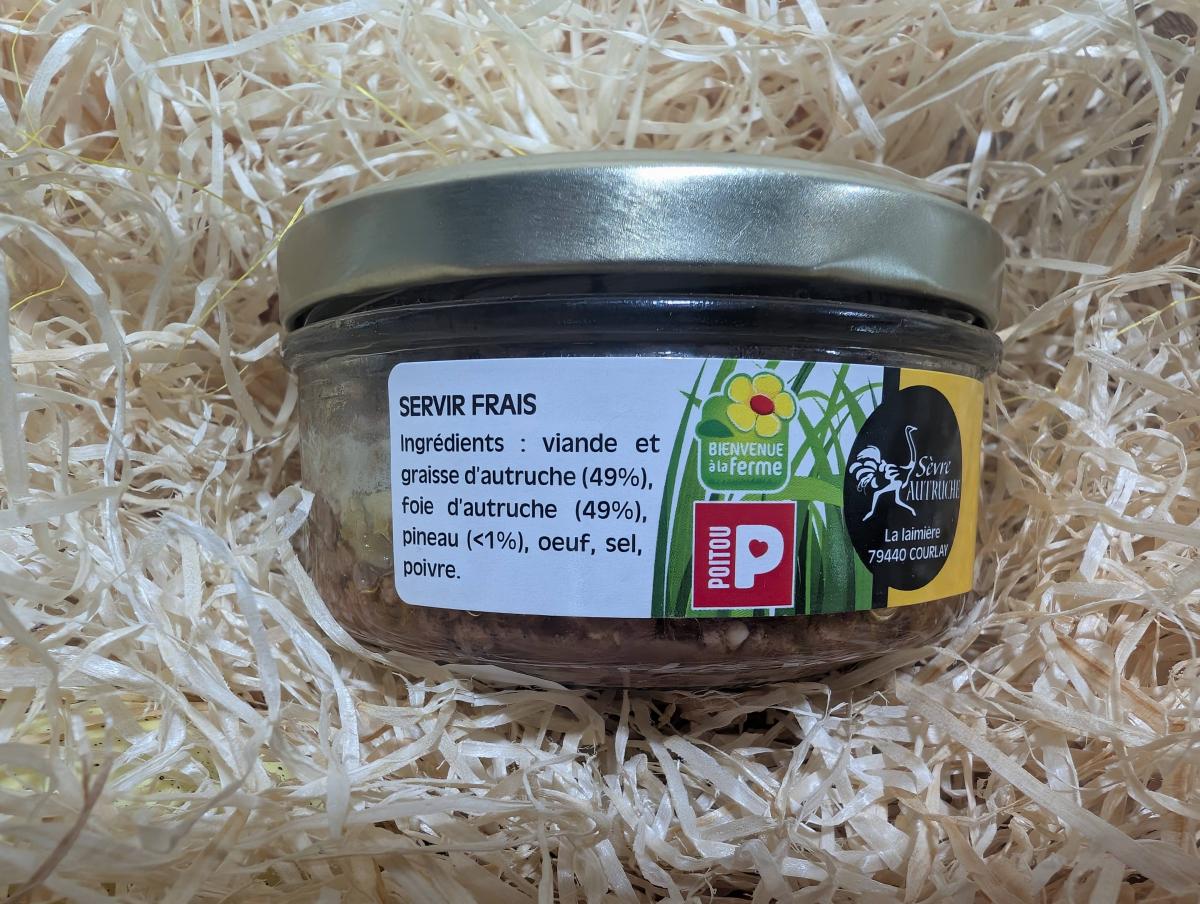 SERVIR FRAIS
Ingrédients : viande et
graisse d'autruche (49%),
foie d'autruche (49%),
pineau (<1%), oeuf, sel,
poivre.
BIENVENUE
à la ferme
POITOU
P
Sèvre
AUTRUCHE
La laimière
79440 COURLAY